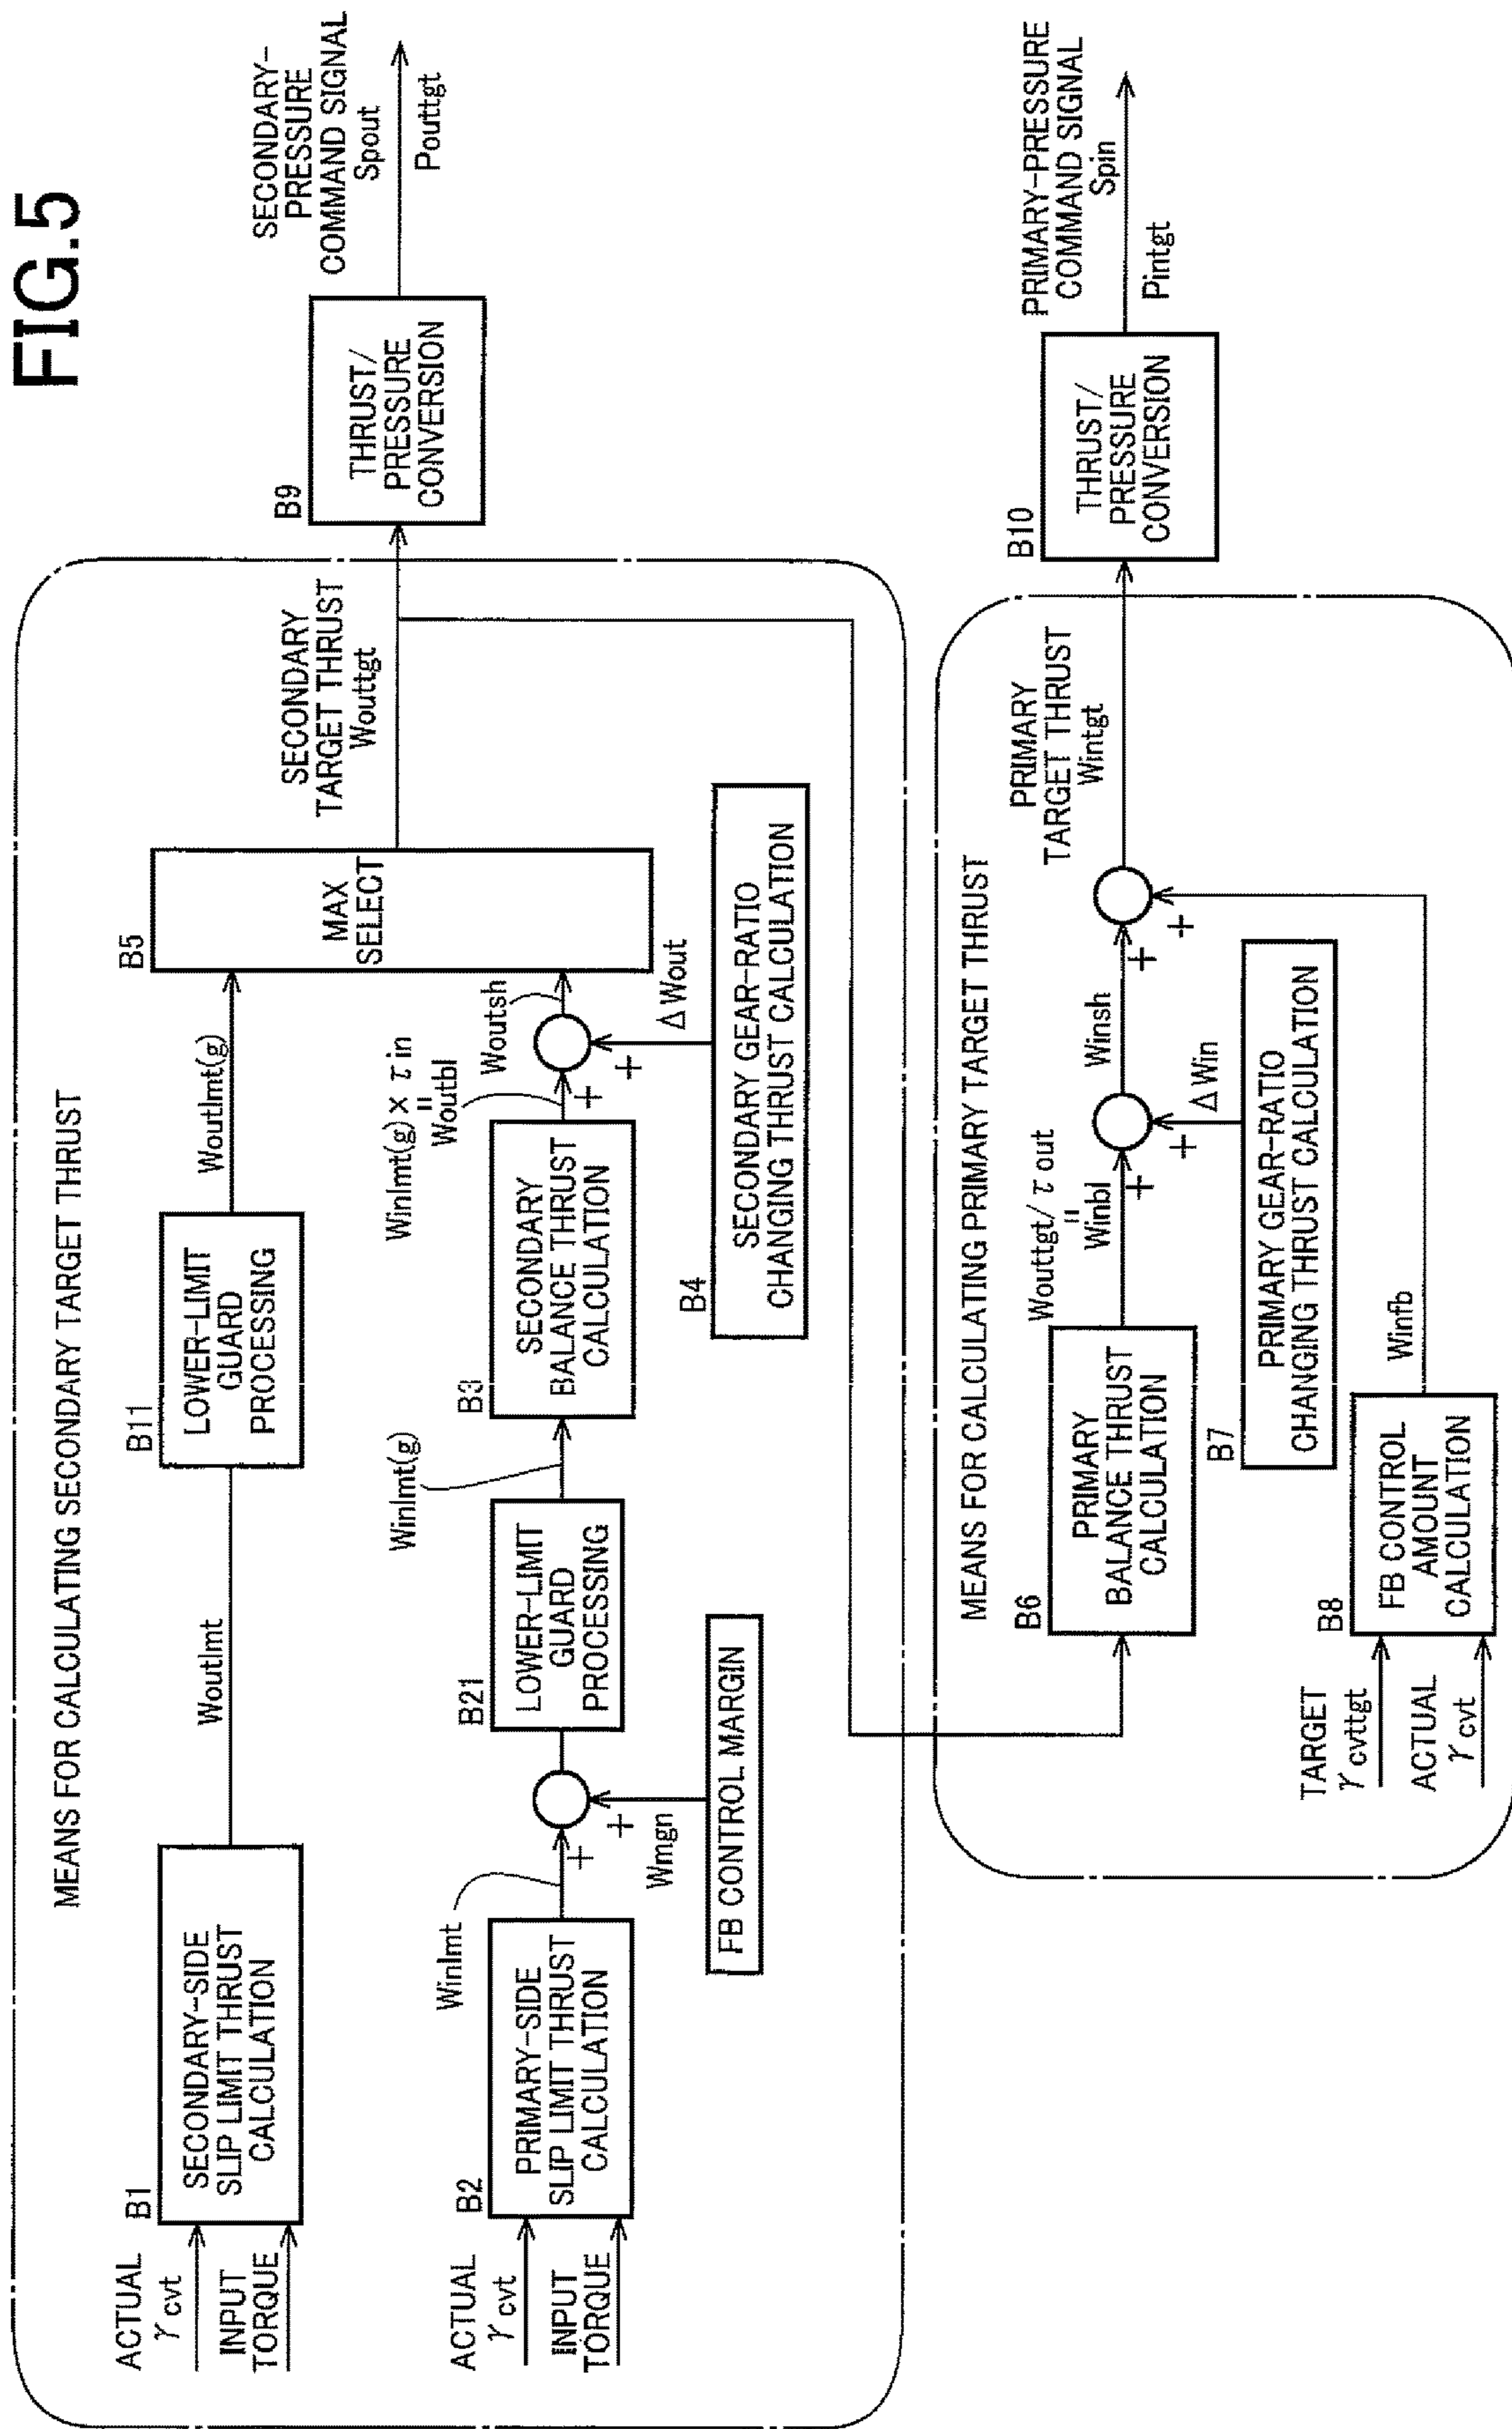 FIG.5
MEANS FOR CALCULATING SECONDARY TARGET THRUST
ACTUAL
γcvt
INPUT
TORQUE
B1
SECONDARY-SIDE
SLIP LIMIT THRUST
CALCULATION
Woutlmt
B11
LOWER-LIMIT
GUARD
PROCESSING
Woutlmt(g)
B5
MAX
SELECT
SECONDARY
TARGET THRUST
Wouttgt
B9
THRUST/
PRESSURE
CONVERSION
SECONDARY-
PRESSURE
COMMAND SIGNAL
Spout
Pouttgt
ACTUAL
γcvt
INPUT
TORQUE
B2
PRIMARY-SIDE
SLIP LIMIT THRUST
CALCULATION
Winlmt
+
+
Wmgn
FB CONTROL MARGIN
B21
LOWER-LIMIT
GUARD
PROCESSING
Winlmt(g)
B3
SECONDARY
BALANCE THRUST
CALCULATION
Winlmt(g)×τin
=
Woutbl
+
+
Woutsh
ΔWout
B4
SECONDARY GEAR-RATIO
CHANGING THRUST CALCULATION
MEANS FOR CALCULATING PRIMARY TARGET THRUST
B6
PRIMARY
BALANCE THRUST
CALCULATION
Wouttgt/τout
=
Winbl
+
+
ΔWin
B7
PRIMARY GEAR-RATIO
CHANGING THRUST CALCULATION
Winsh
+
+
PRIMARY
TARGET THRUST
Wintgt
B10
THRUST/
PRESSURE
CONVERSION
PRIMARY-PRESSURE
COMMAND SIGNAL
Spin
Pintgt
TARGET
γcvttgt
ACTUAL
γcvt
B8
FB CONTROL
AMOUNT
CALCULATION
Winfb